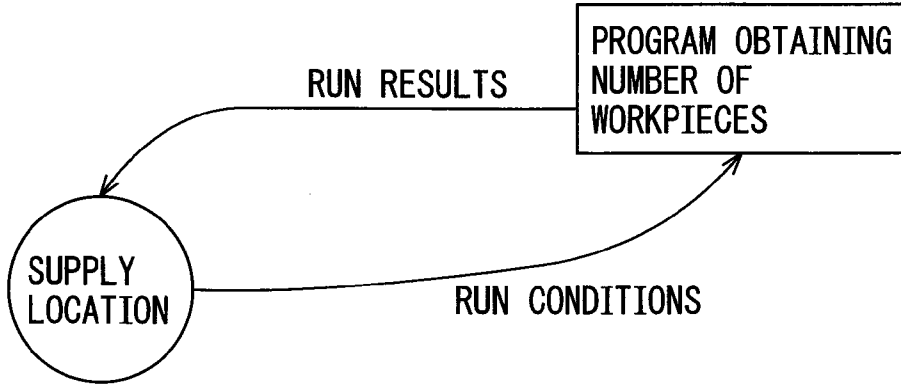 PROGRAM OBTAINING
NUMBER OF
WORKPIECES
RUN RESULTS
SUPPLY
LOCATION
RUN CONDITIONS